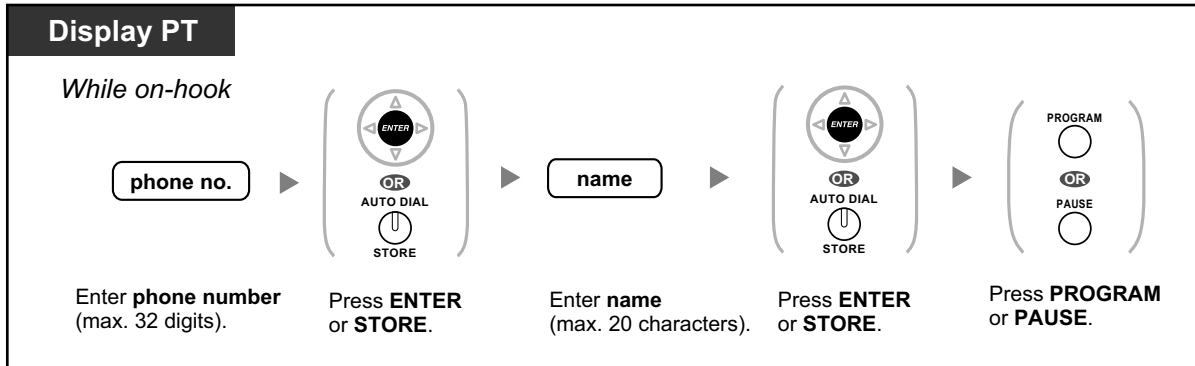 Display PT
While on-hook
phone no.
ENTER
OR
AUTO DIAL
STORE
name
ENTER
OR
AUTO DIAL
STORE
PROGRAM
OR
PAUSE
Enter phone number
(max. 32 digits).
Press ENTER
or STORE.
Enter name
(max. 20 characters).
Press ENTER
or STORE.
Press PROGRAM
or PAUSE.